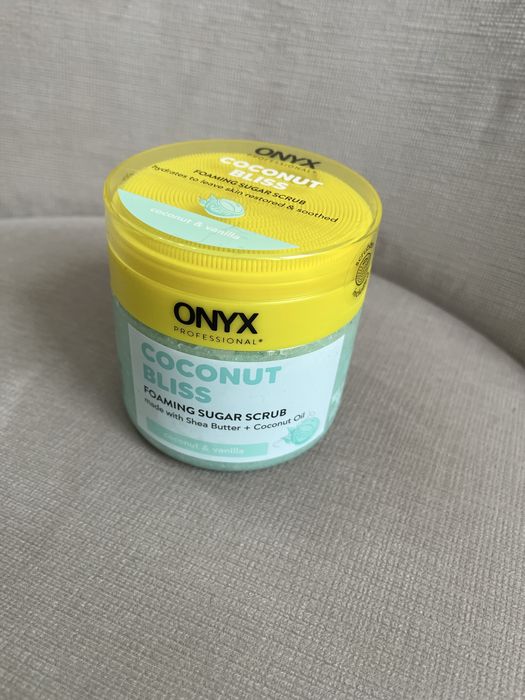 ONYX
PROFESSIONAL®
COCONUT
BLISS
FOAMING SUGAR SCRUB
hydrates to leave skin restored & soothed
coconut & vanilla
ONYX
PROFESSIONAL®
COCONUT
BLISS
FOAMING SUGAR SCRUB
made with Shea Butter + Coconut Oil
coconut & vanilla